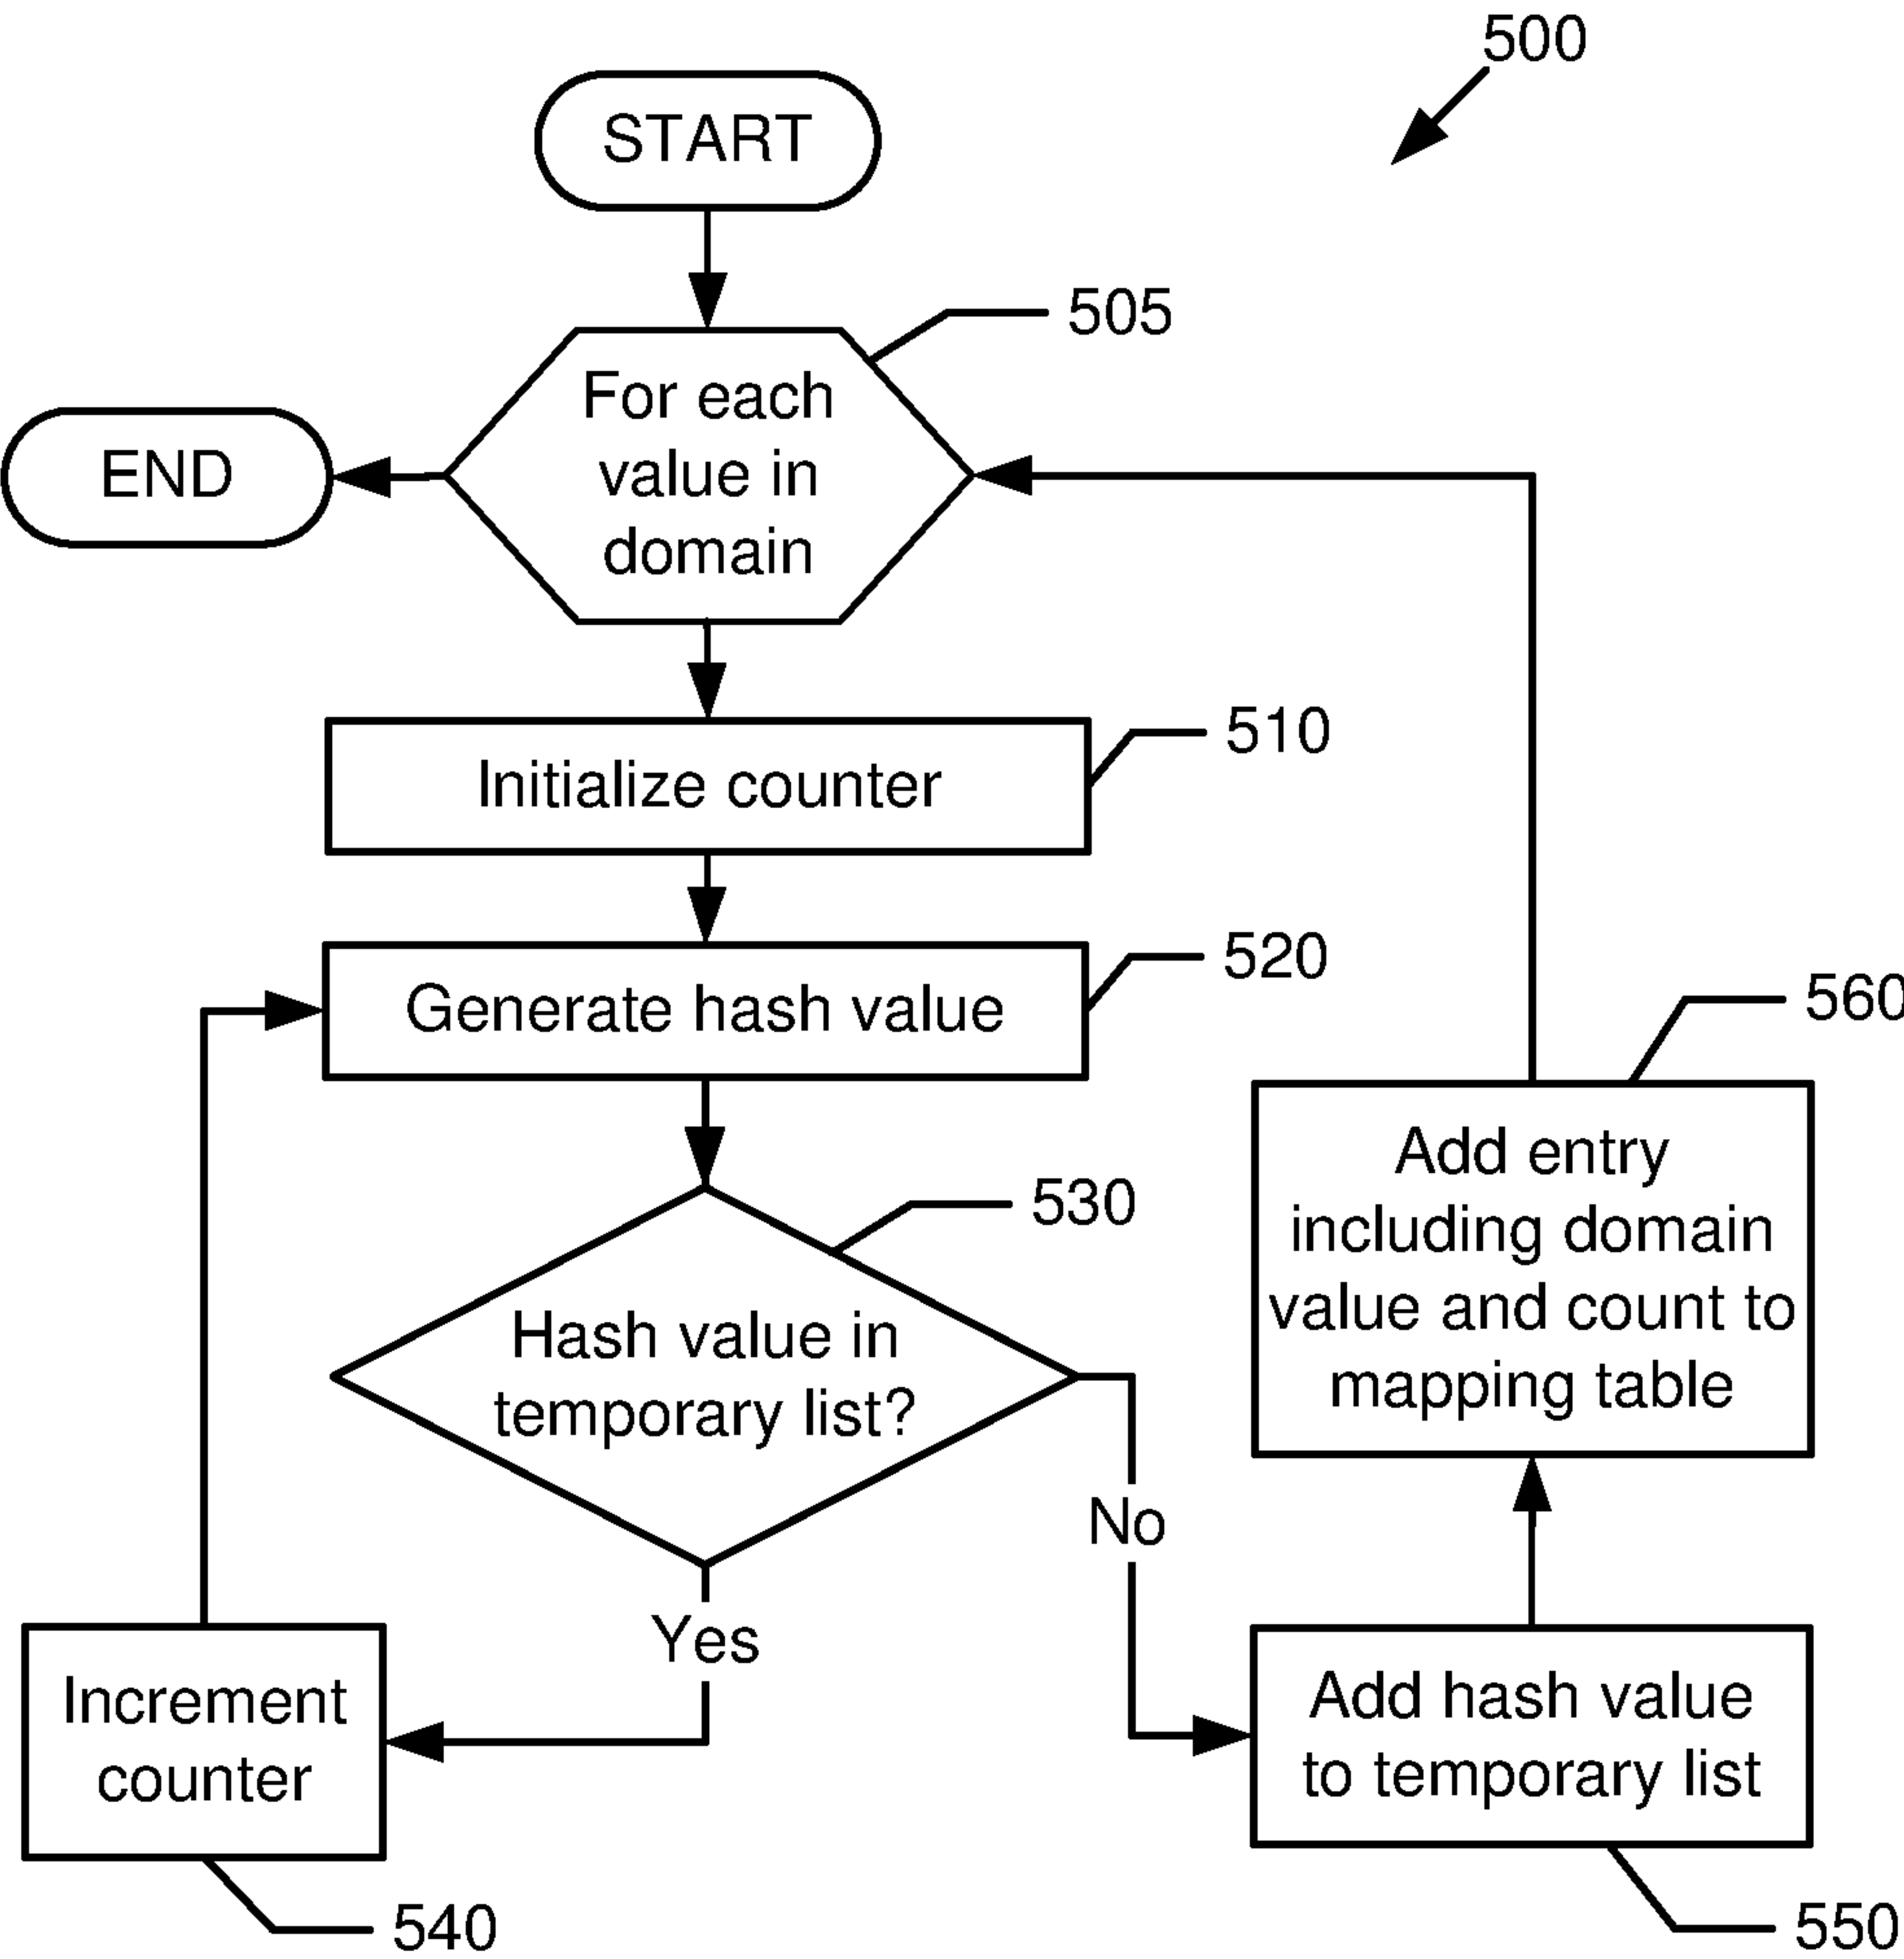 500
START
505
For each
value in
domain
END
510
Initialize counter
520
Generate hash value
560
Add entry
including domain
value and count to
mapping table
530
Hash value in
temporary list?
No
Yes
Increment
counter
540
Add hash value
to temporary list
550